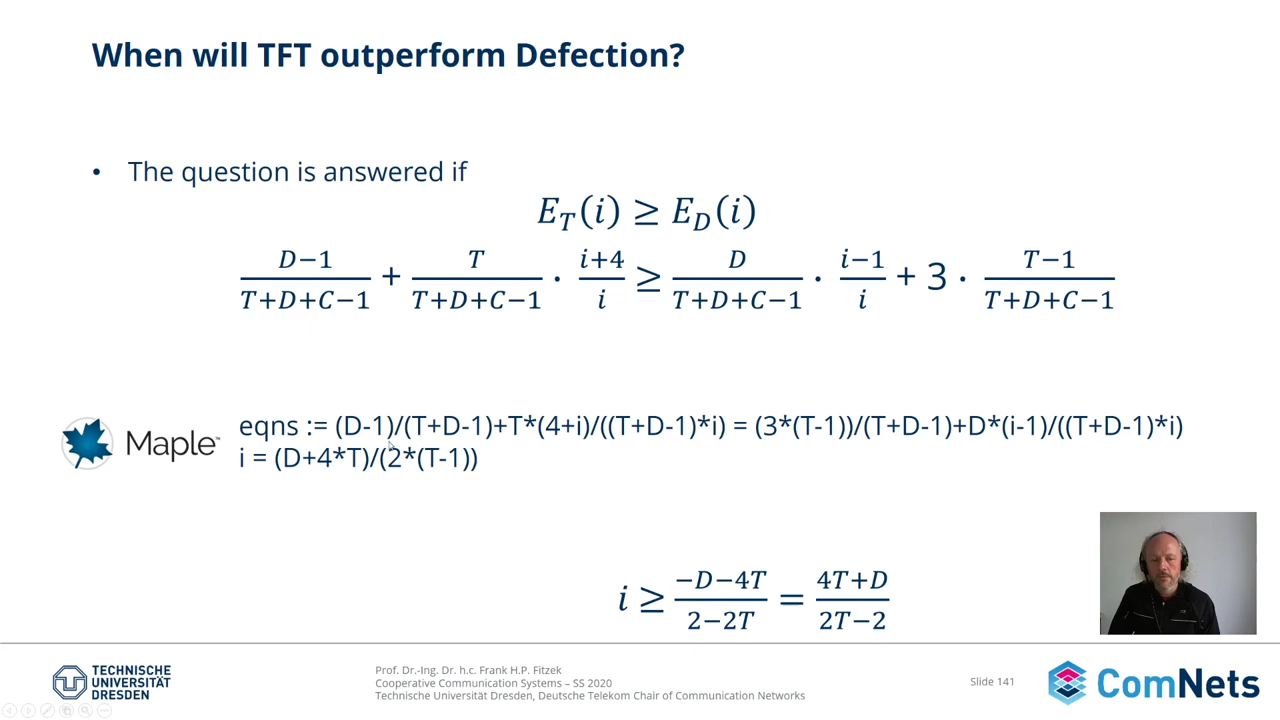 When will TFT outperform Defection?
• The question is answered if
E_T(i) ≥ E_D(i)
(D−1)/(T+D+C−1) + T/(T+D+C−1) · (i+4)/i ≥ D/(T+D+C−1) · (i−1)/i + 3 · (T−1)/(T+D+C−1)
Maple™
eqns := (D-1)/(T+D-1)+T*(4+i)/((T+D-1)*i) = (3*(T-1))/(T+D-1)+D*(i-1)/((T+D-1)*i)
i = (D+4*T)/(2*(T-1))
i ≥ (−D−4T)/(2−2T) = (4T+D)/(2T−2)
TECHNISCHE
UNIVERSITÄT
DRESDEN
Prof. Dr.-Ing. Dr. h.c. Frank H.P. Fitzek
Cooperative Communication Systems – SS 2020
Technische Universität Dresden, Deutsche Telekom Chair of Communication Networks
Slide 141
ComNets